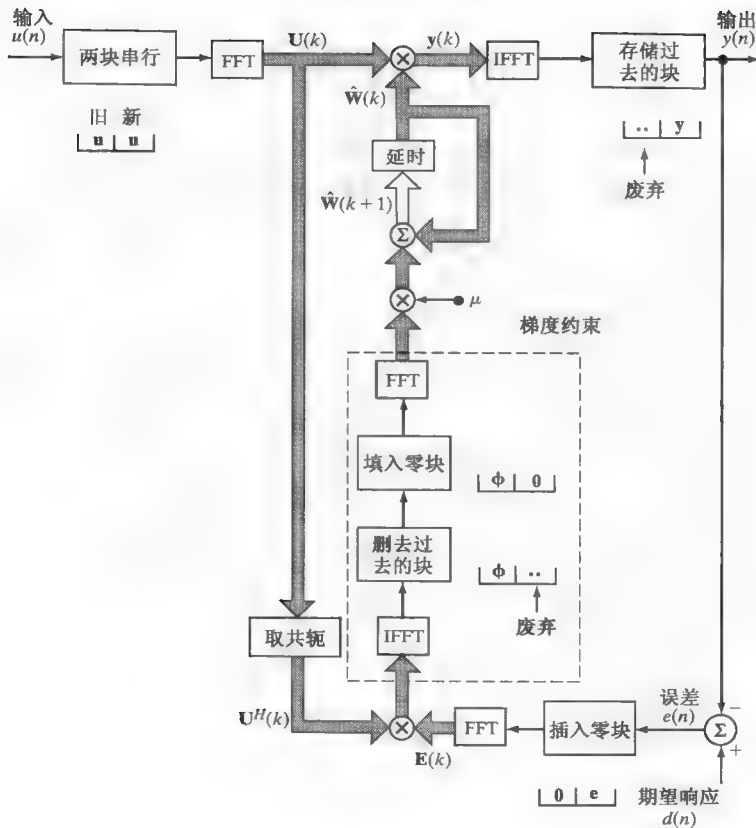 输入
u(n)
两块串行
FFT
U(k)
y(k)
IFFT
存储过
去的块
输出
y(n)
旧 新
u u
Ŵ(k)
延时
Ŵ(k+1)
Σ
μ
.. y
废弃
梯度约束
FFT
填入零块
ϕ 0
删去过
去的块
ϕ ..
废弃
IFFT
取共轭
U^H(k)
E(k)
FFT
插入零块
误差
e(n)
−
Σ
+
0 e
期望响应
d(n)